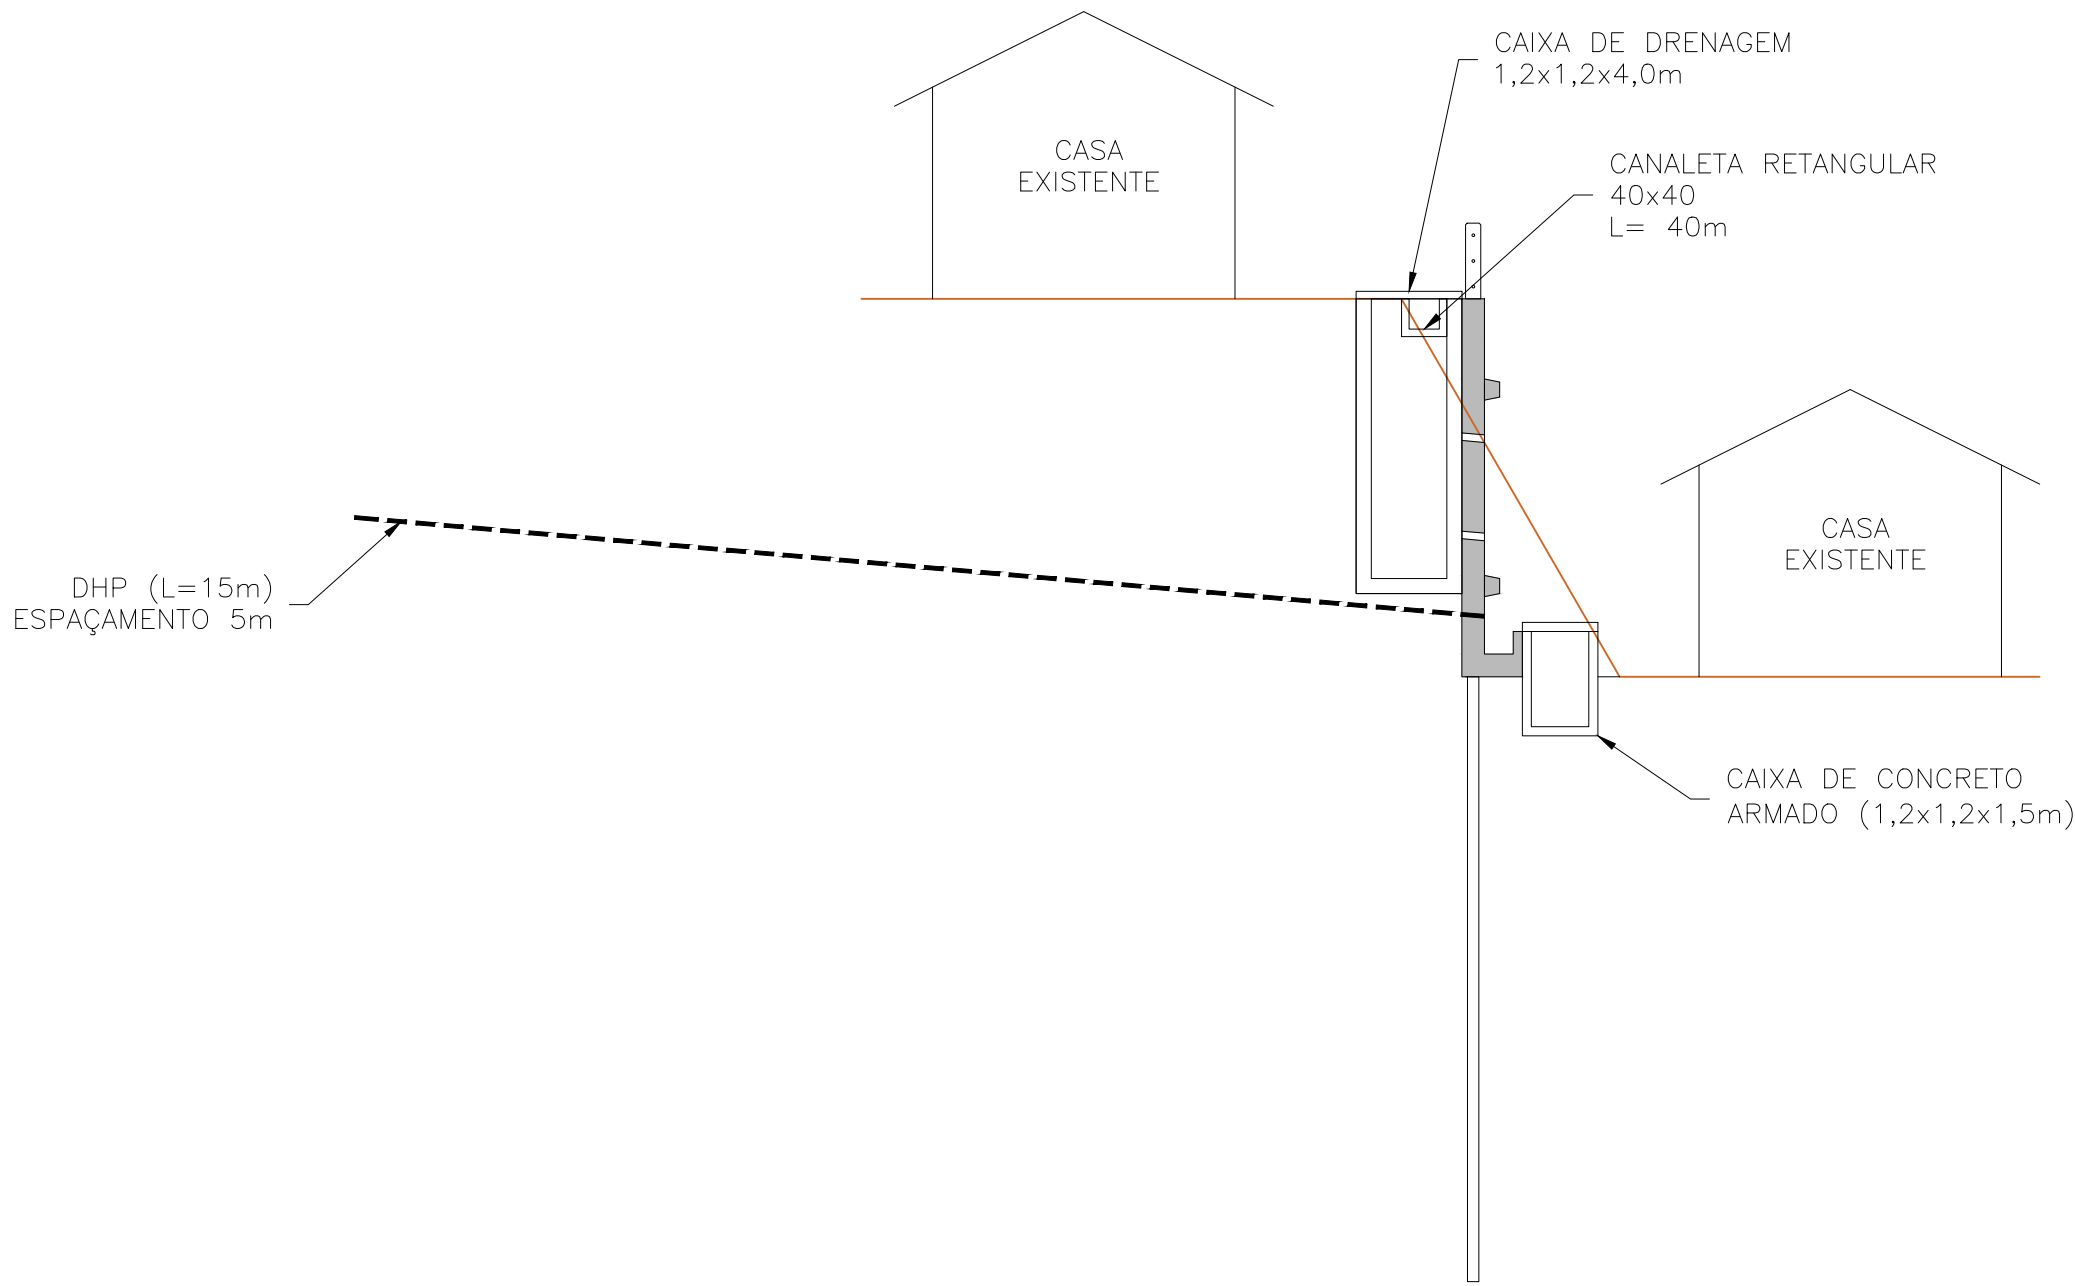 CAIXA DE DRENAGEM
1,2x1,2x4,0m
CASA
EXISTENTE
CANALETA RETANGULAR
40x40
L= 40m
CASA
EXISTENTE
DHP (L=15m)
ESPAÇAMENTO 5m
CAIXA DE CONCRETO
ARMADO (1,2x1,2x1,5m)